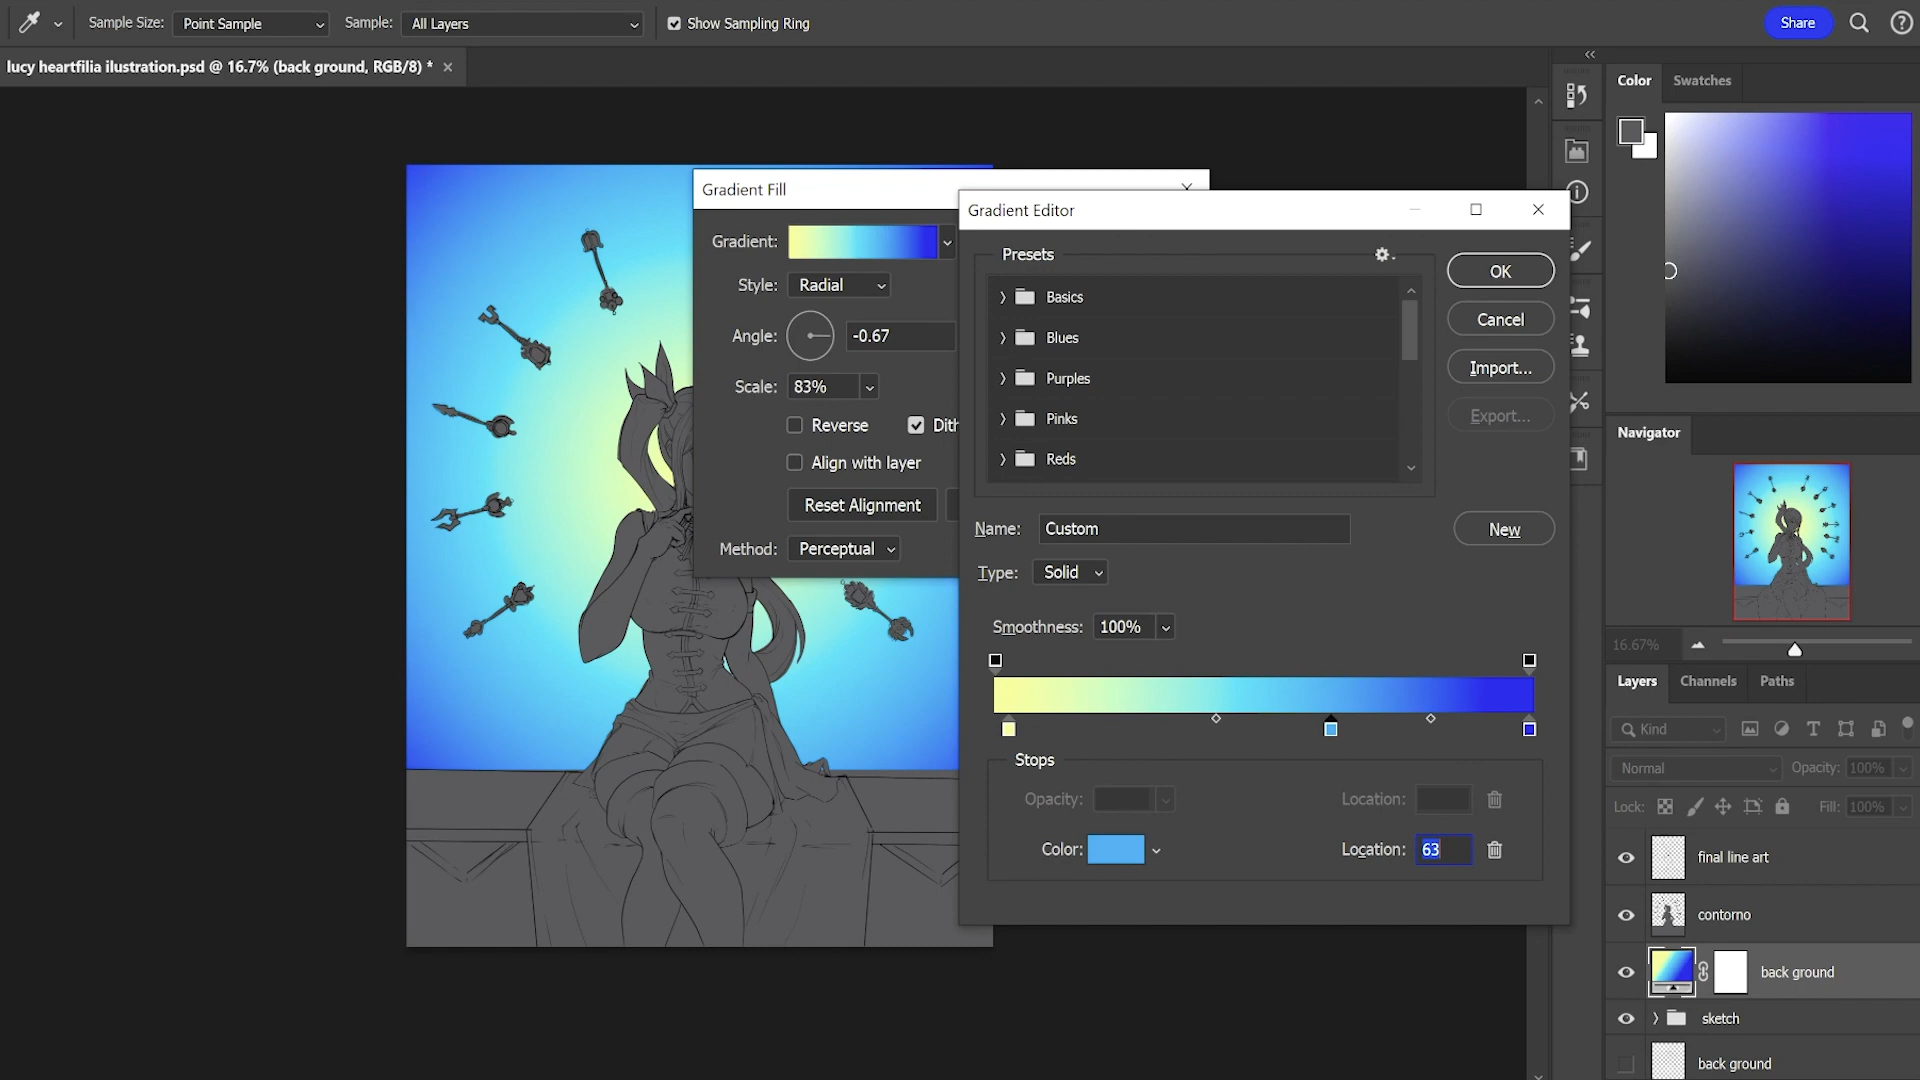 Sample Size: Point Sample Sample: All Layers Show Sampling Ring Share
lucy heartfilia ilustration.psd @ 16.7% (back ground, RGB/8) *
Color Swatches
Gradient Fill
Gradient:
Style: Radial
Angle: -0.67
Scale: 83%
Reverse Dith
Align with layer
Reset Alignment
Method: Perceptual
Gradient Editor
Presets
Basics
Blues
Purples
Pinks
Reds
OK
Cancel
Import...
Export...
Name: Custom New
Type: Solid
Smoothness: 100%
Stops
Opacity: Location:
Color: Location: 63
Navigator
16.67%
Layers Channels Paths
Kind
Normal Opacity: 100%
Lock: Fill: 100%
final line art
contorno
back ground
sketch
back ground